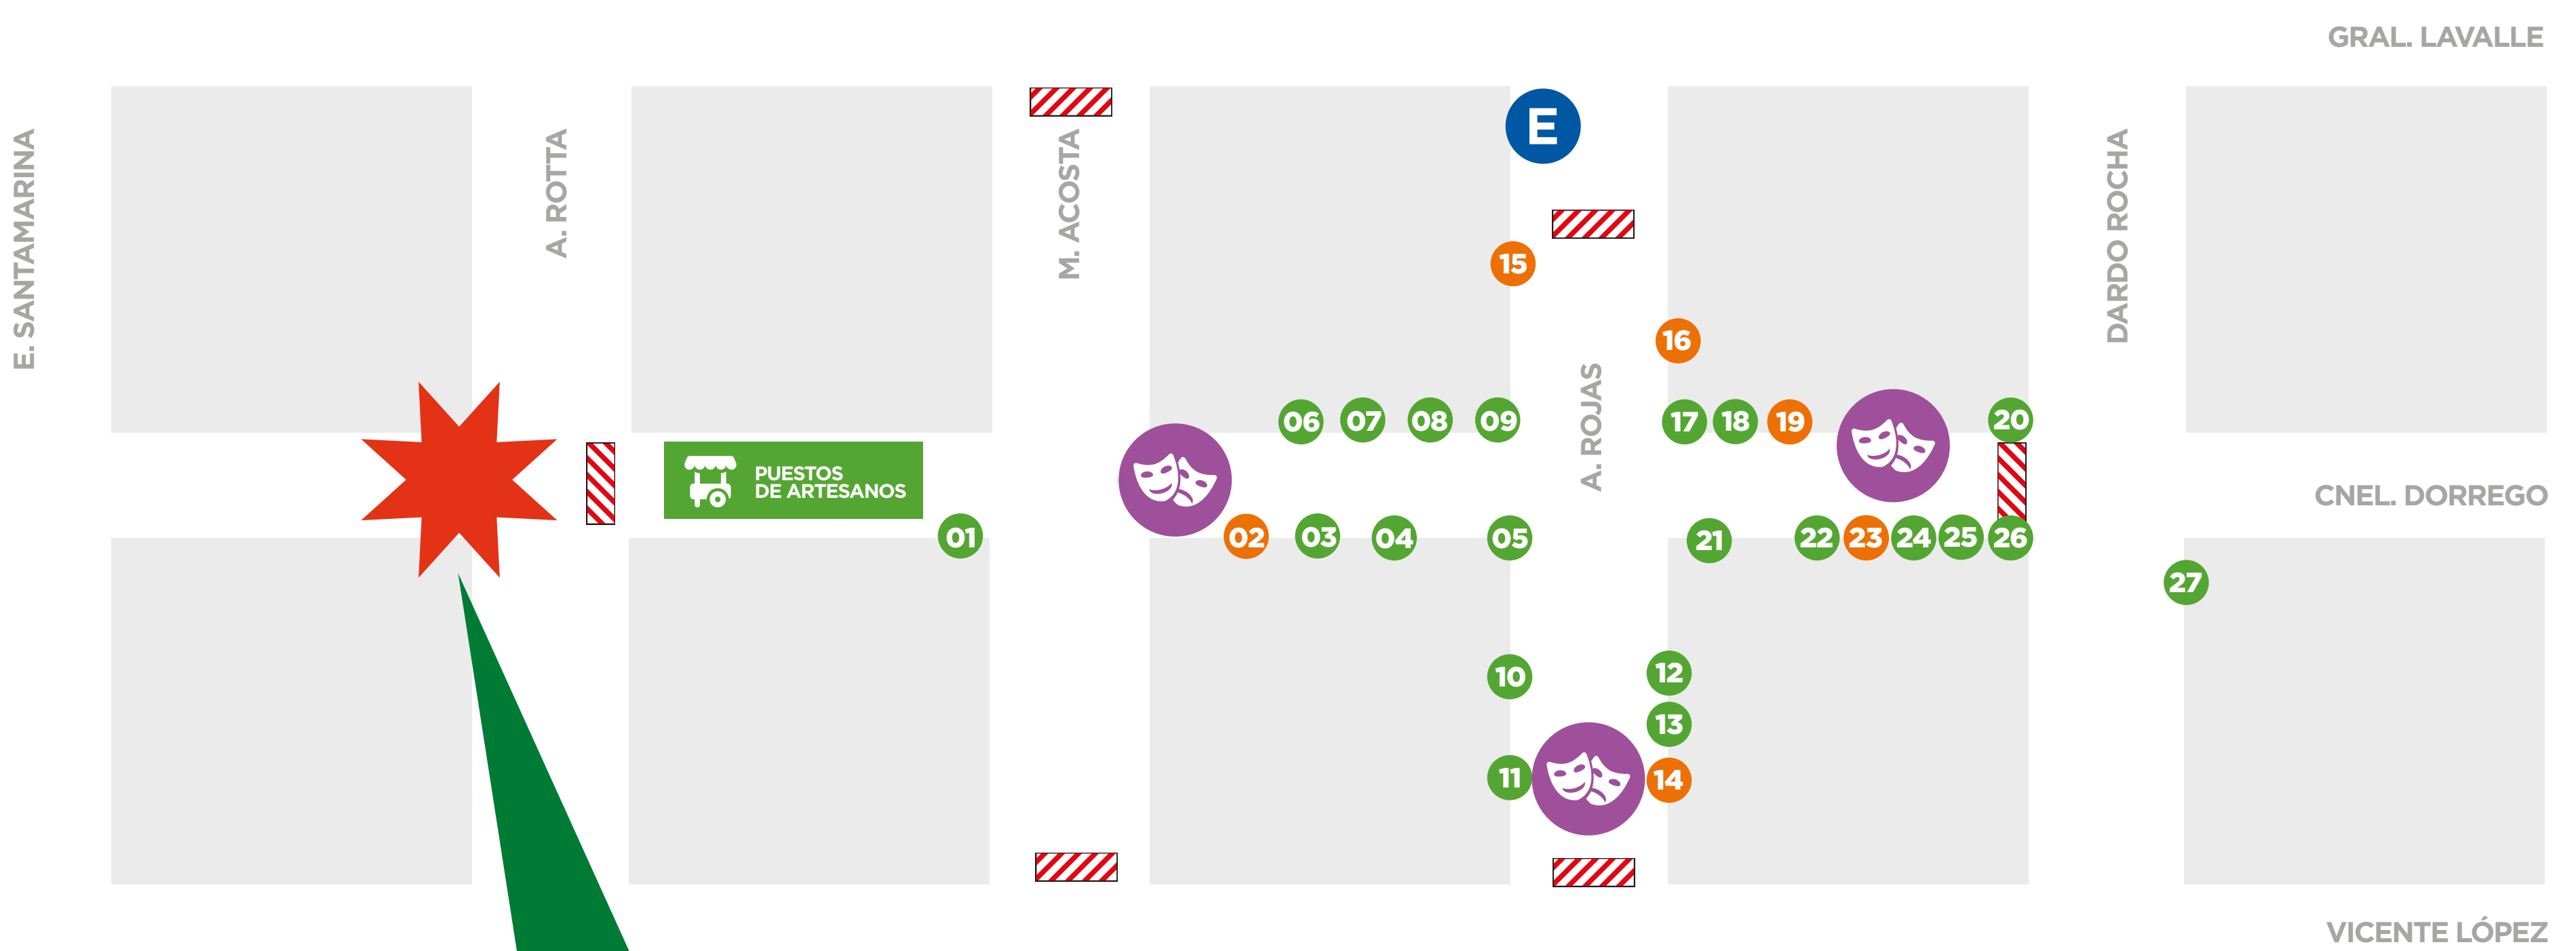 GRAL. LAVALLE
E. SANTAMARINA
A. ROTTA
M. ACOSTA
E
15
16
A. ROJAS
DARDO ROCHA
06
07
08
09
17
18
19
20
PUESTOS
DE ARTESANOS
CNEL. DORREGO
01
02
03
04
05
21
22
23
24
25
26
27
10
12
13
11
14
VICENTE LÓPEZ